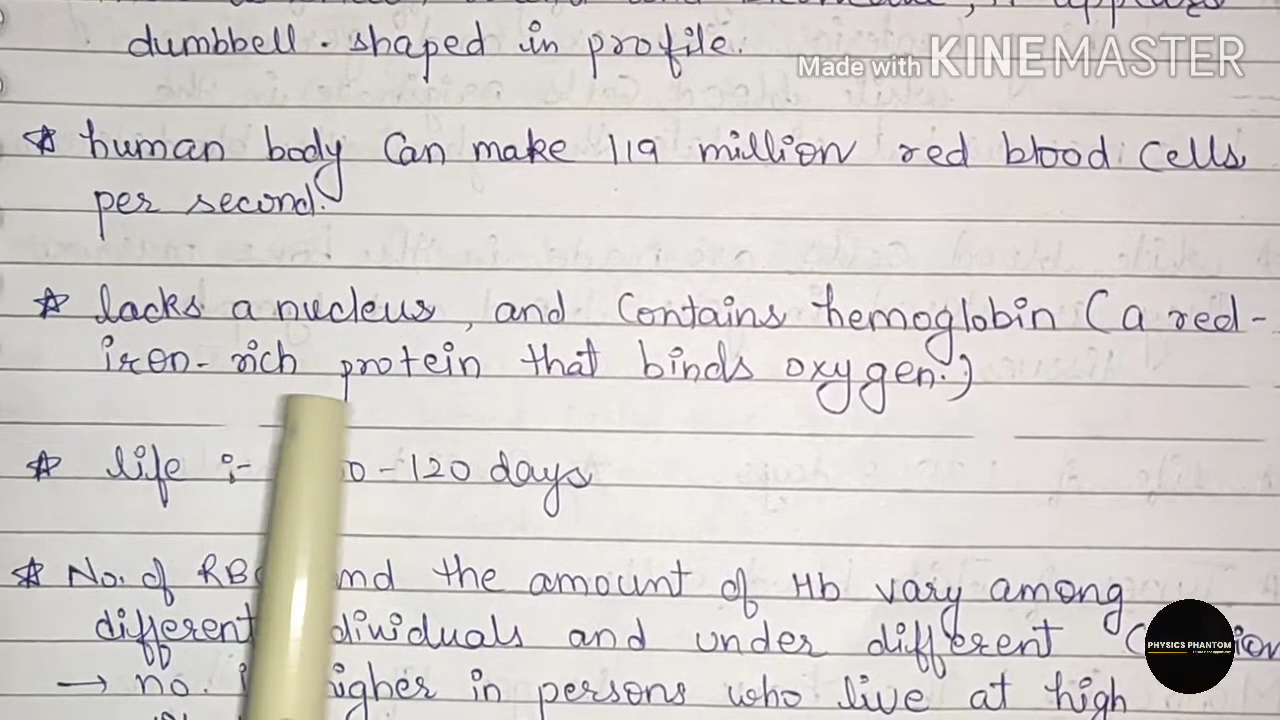 dumbbell-shaped in profile.
Made with KINEMASTER
* human body Can make 119 million red blood Cells
per second.
* lacks a nucleus, and Contains hemoglobin (a red-
iron-rich protein that binds oxygen.)
* life :- 0-120 days
* No. of RB and the amount of Hb vary among
different dividuals and under different
PHYSICS PHANTOM
→ no. igher in persons who live at high